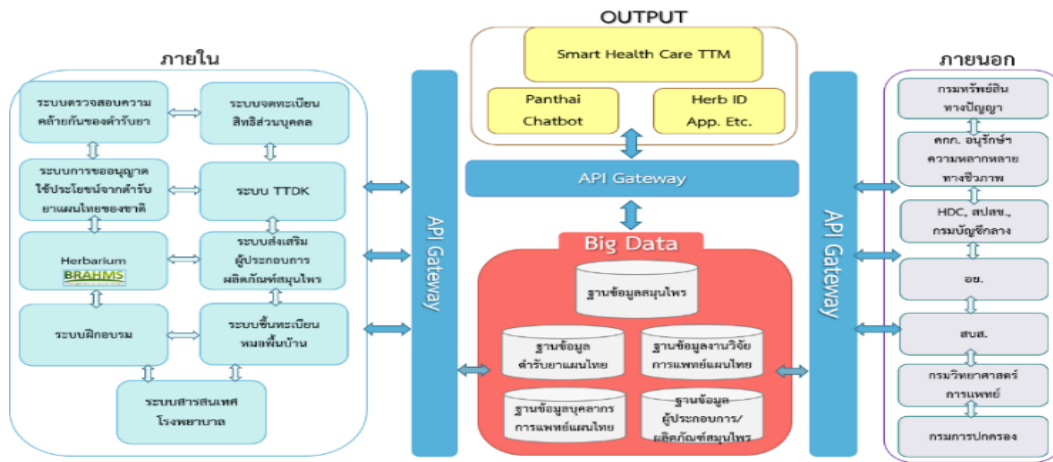 ภายใน
ระบบตรวจสอบความ
คล้ายกันของตำรับยา
ระบบจดทะเบียน
สิทธิส่วนบุคคล
ระบบการขออนุญาต
ใช้ประโยชน์จากตำรับ
ยาแผนไทยของชาติ
ระบบ TTDK
Herbarium
BRAHMS
ระบบส่งเสริม
ผู้ประกอบการ
ผลิตภัณฑ์สมุนไพร
ระบบฝึกอบรม
ระบบขึ้นทะเบียน
หมอพื้นบ้าน
ระบบสารสนเทศ
โรงพยาบาล
API Gateway
OUTPUT
Smart Health Care TTM
Panthai
Chatbot
Herb ID
App. Etc.
API Gateway
Big Data
ฐานข้อมูลสมุนไพร
ฐานข้อมูล
ตำรับยาแผนไทย
ฐานข้อมูลงานวิจัย
การแพทย์แผนไทย
ฐานข้อมูลบุคลากร
การแพทย์แผนไทย
ฐานข้อมูล
ผู้ประกอบการ/
ผลิตภัณฑ์สมุนไพร
API Gateway
ภายนอก
กรมทรัพย์สิน
ทางปัญญา
คกก. อนุรักษ์ฯ
ความหลากหลาย
ทางชีวภาพ
HDC, สปสช.,
กรมบัญชีกลาง
อย.
สบส.
กรมวิทยาศาสตร์
การแพทย์
กรมการปกครอง